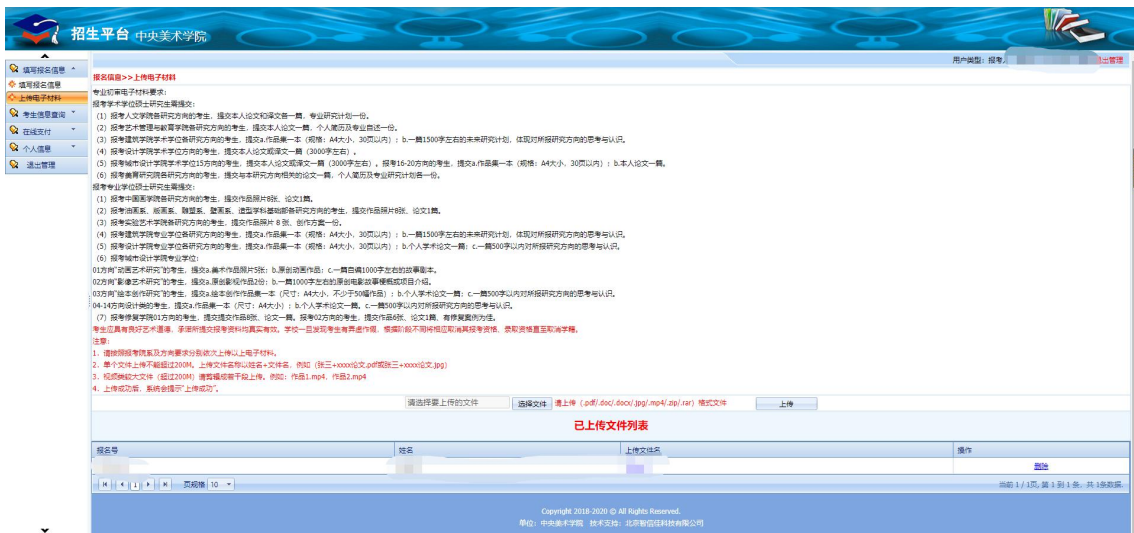 招生平台 中央美术学院
用户类型：报考
退出管理
填写报名信息
填写报名信息
上传电子材料
考生信息查询
在线支付
个人信息
退出管理
报名信息>>上传电子材料
专业初审电子材料要求：
报考学术学位硕士研究生需提交：
（1）报考人文学院各研究方向的考生，提交本人论文和译文各一篇，专业研究计划一份。
（2）报考艺术管理与教育学院各研究方向的考生，提交本人论文一篇，个人简历及专业自述一份。
（3）报考建筑学院学术学位各研究方向的考生，提交a.作品集一本（规格：A4大小，30页以内）；b.一篇1500字左右的未来研究计划，体现对所报研究方向的思考与认识。
（4）报考设计学院学术学位方向的考生，提交本人论文或译文一篇（3000字左右）。
（5）报考城市设计学院学术学位15方向的考生，提交本人论文或译文一篇（3000字左右）。报考16-20方向的考生，提交a.作品集一本（规格：A4大小，30页以内）；b.本人论文一篇。
（6）报考美育研究院各研究方向的考生，提交与本研究方向相关的论文一篇，个人简历及专业研究计划各一份。
报考专业学位硕士研究生需提交：
（1）报考中国画学院各研究方向的考生，提交作品照片8张、论文1篇。
（2）报考油画系、版画系、雕塑系、壁画系、造型学科基础部各研究方向的考生，提交作品照片8张、论文1篇。
（3）报考实验艺术学院各研究方向的考生，提交作品照片 8 张、创作方案一份。
（4）报考建筑学院专业学位各研究方向的考生，提交a.作品集一本（规格：A4大小，30页以内）；b.一篇1500字左右的未来研究计划，体现对所报研究方向的思考与认识。
（5）报考设计学院专业学位各研究方向的考生，提交a.作品集一本（规格：A4大小，30页以内）；b.个人学术论文一篇；c.一篇500字以内对所报研究方向的思考与认识。
（6）报考城市设计学院专业学位：
01方向“动画艺术研究”的考生，提交a.美术作品照片5张；b.原创动画作品；c.一篇自编1000字左右的故事剧本。
02方向“影像艺术研究”的考生，提交a.原创影视作品2份；b.一篇1000字左右的原创电影故事梗概或项目介绍。
03方向“绘本创作研究”的考生，提交a.绘本创作作品集一本（尺寸：A4大小，不少于50幅作品）；b.个人学术论文一篇；c.一篇500字以内对所报研究方向的思考与认识。
04-14方向设计类的考生，提交a.作品集一本（尺寸：A4大小）；b.个人学术论文一篇。c.一篇500字以内对所报研究方向的思考与认识。
（7）报考修复学院01方向的考生，提交提交作品8张、论文一篇。报考02方向的考生，提交作品6张、论文1篇，有修复案例为佳。
考生应具有良好艺术道德，承诺所提交报考资料均真实有效。学校一旦发现考生有弄虚作假，根据阶段不同将相应取消其报考资格、录取资格直至取消学籍。
注意：
1、请按照报考院系及方向要求分别依次上传以上电子材料。
2、单个文件上传不能超过200M。上传文件名称以姓名+文件名，例如（张三+xxxx论文.pdf或张三+xxxx论文.jpg）
3、视频类较大文件（超过200M）请剪辑成若干段上传。例如：作品1.mp4，作品2.mp4
4、上传成功后，系统会提示“上传成功”。
请选择要上传的文件 选择文件 请上传（.pdf/.doc/.docx/.jpg/.mp4/.zip/.rar）格式文件 上传
已上传文件列表
报名号 姓名 上传文件名 操作
删除
1 页规格 10 当前 1 / 1页, 第 1 到 1 条, 共 1条数据.
Copyright 2018-2020 © All Rights Reserved.
单位：中央美术学院 技术支持：北京智信佳科技有限公司